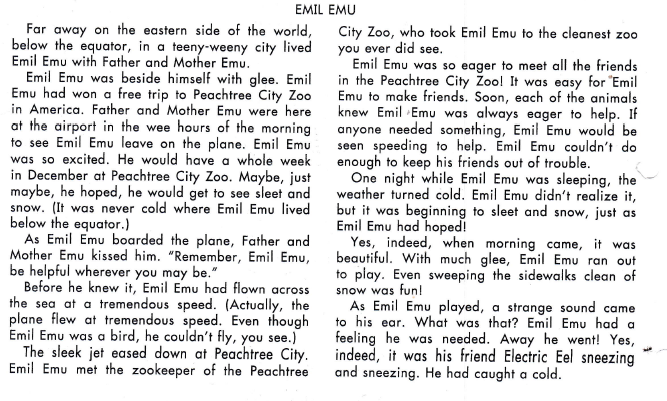 EMIL EMU
Far away on the eastern side of the world,
below the equator, in a teeny-weeny city lived
Emil Emu with Father and Mother Emu.
Emil Emu was beside himself with glee. Emil
Emu had won a free trip to Peachtree City Zoo
in America. Father and Mother Emu were here
at the airport in the wee hours of the morning
to see Emil Emu leave on the plane. Emil Emu
was so excited. He would have a whole week
in December at Peachtree City Zoo. Maybe, just
maybe, he hoped, he would get to see sleet and
snow. (It was never cold where Emil Emu lived
below the equator.)
As Emil Emu boarded the plane, Father and
Mother Emu kissed him. "Remember, Emil Emu,
be helpful wherever you may be."
Before he knew it, Emil Emu had flown across
the sea at a tremendous speed. (Actually, the
plane flew at tremendous speed. Even though
Emil Emu was a bird, he couldn't fly, you see.)
The sleek jet eased down at Peachtree City.
Emil Emu met the zookeeper of the Peachtree
City Zoo, who took Emil Emu to the cleanest zoo
you ever did see.
Emil Emu was so eager to meet all the friends
in the Peachtree City Zoo! It was easy for Emil
Emu to make friends. Soon, each of the animals
knew Emil Emu was always eager to help. If
anyone needed something, Emil Emu would be
seen speeding to help. Emil Emu couldn't do
enough to keep his friends out of trouble.
One night while Emil Emu was sleeping, the
weather turned cold. Emil Emu didn't realize it,
but it was beginning to sleet and snow, just as
Emil Emu had hoped!
Yes, indeed, when morning came, it was
beautiful. With much glee, Emil Emu ran out
to play. Even sweeping the sidewalks clean of
snow was fun!
As Emil Emu played, a strange sound came
to his ear. What was that? Emil Emu had a
feeling he was needed. Away he went! Yes,
indeed, it was his friend Electric Eel sneezing
and sneezing. He had caught a cold.